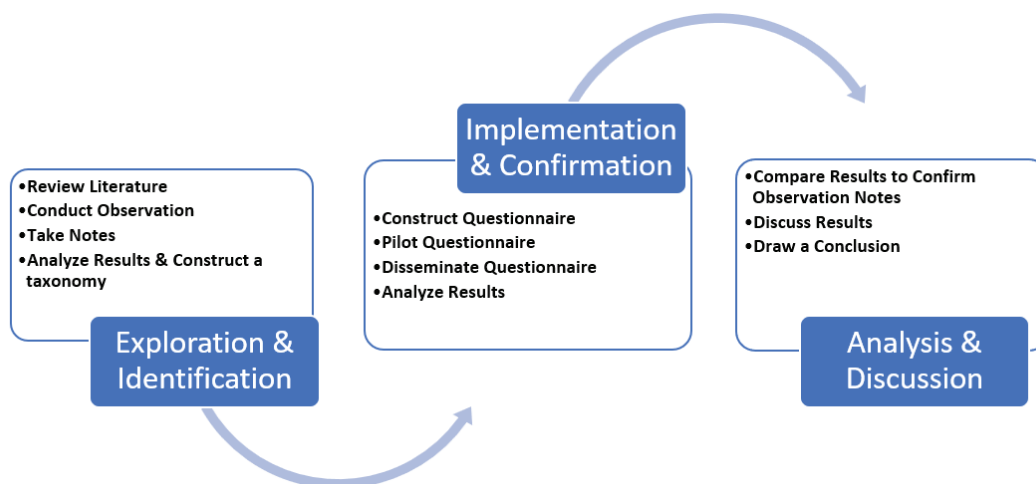 •Review Literature
•Conduct Observation
•Take Notes
•Analyze Results & Construct a
taxonomy
Exploration &
Identification
Implementation
& Confirmation
•Construct Questionnaire
•Pilot Questionnaire
•Disseminate Questionnaire
•Analyze Results
•Compare Results to Confirm
Observation Notes
•Discuss Results
•Draw a Conclusion
Analysis &
Discussion